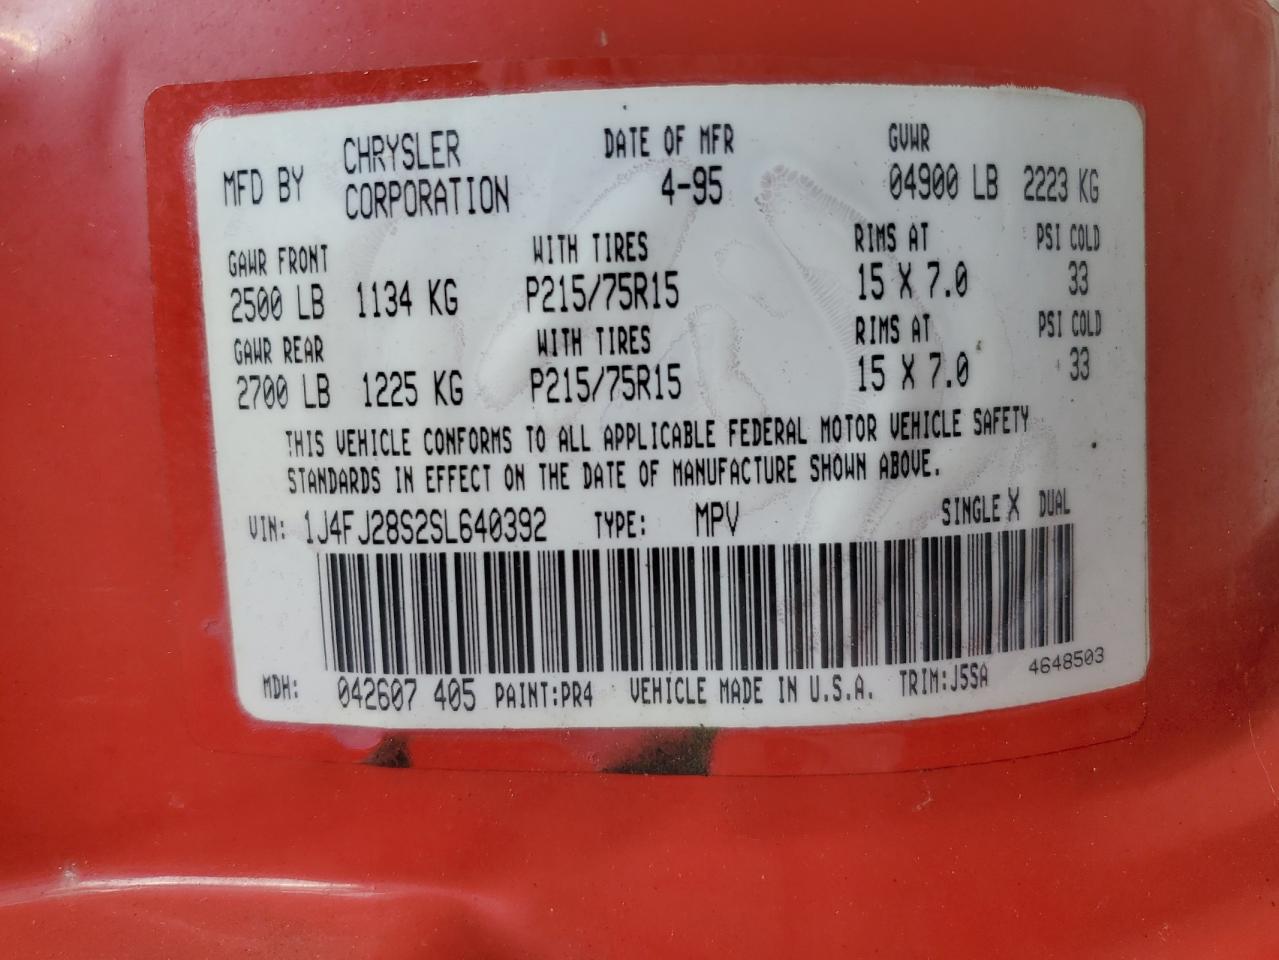 MFD BY CHRYSLER CORPORATION DATE OF MFR 4-95 GVWR 04900 LB 2223 KG
GAWR FRONT WITH TIRES RIMS AT PSI COLD
2500 LB 1134 KG P215/75R15 15 X 7.0 33
GAWR REAR WITH TIRES RIMS AT PSI COLD
2700 LB 1225 KG P215/75R15 15 X 7.0 33
THIS VEHICLE CONFORMS TO ALL APPLICABLE FEDERAL MOTOR VEHICLE SAFETY
STANDARDS IN EFFECT ON THE DATE OF MANUFACTURE SHOWN ABOVE.
VIN: 1J4FJ28S2SL640392 TYPE: MPV SINGLE X DUAL
MDH: 042607 405 PAINT:PR4 VEHICLE MADE IN U.S.A. TRIM:J5SA 4648503